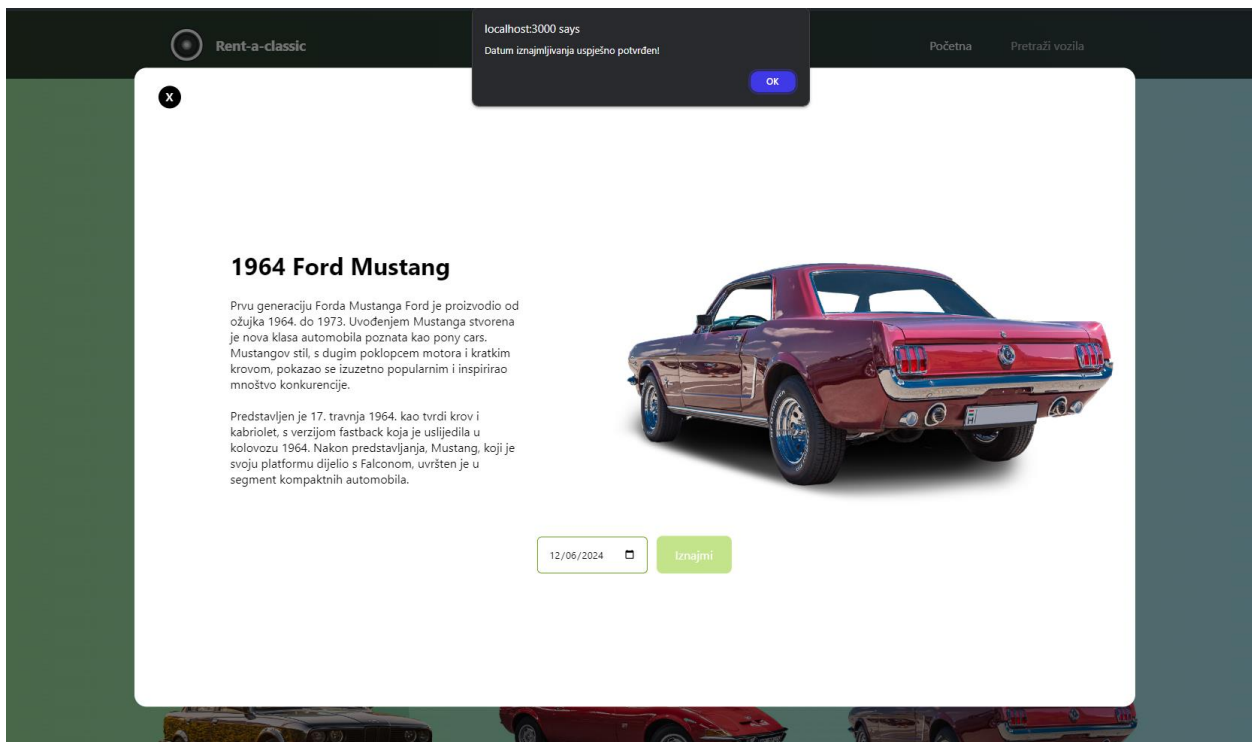 Rent-a-classic
localhost:3000 says
Datum iznajmljivanja uspješno potvrđen!
OK
Početna
Pretraži vozila
X
1964 Ford Mustang
Prvu generaciju Forda Mustanga Ford je proizvodio od
ožujka 1964. do 1973. Uvođenjem Mustanga stvorena
je nova klasa automobila poznata kao pony cars.
Mustangov stil, s dugim poklopcem motora i kratkim
krovom, pokazao se izuzetno popularnim i inspirirao
mnoštvo konkurencije.
Predstavljen je 17. travnja 1964. kao tvrdi krov i
kabriolet, s verzijom fastback koja je uslijedila u
kolovozu 1964. Nakon predstavljanja, Mustang, koji je
svoju platformu dijelio s Falconom, uvršten je u
segment kompaktnih automobila.
H
12/06/2024
Iznajmi